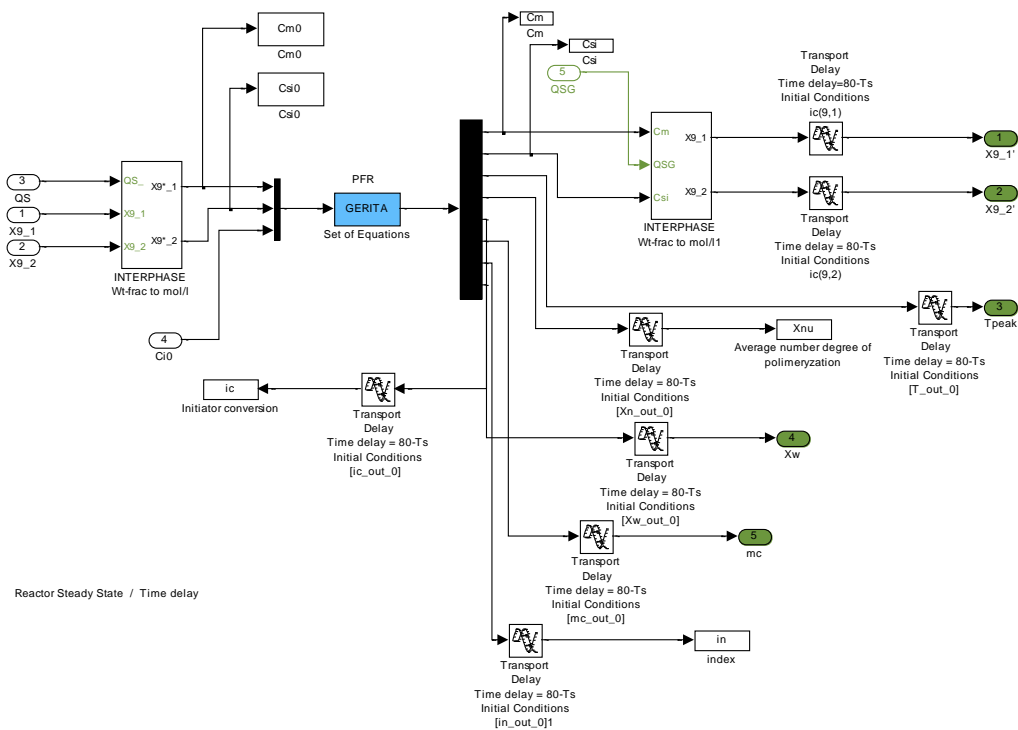 Cm
Cm
Cm0
Cm0
Csi
Csi
Csi0
Csi0
5
QSG
Transport
Delay
Time delay=80-Ts
Initial Conditions
ic(9,1)
Cm
QSG
Csi
X9_1
X9_2
INTERPHASE
Wt-frac to mol/l1
1
X9_1'
2
X9_2'
Transport
Delay
Time delay = 80-Ts
Initial Conditions
ic(9,2)
3
QS
1
X9_1
2
X9_2
QS_
X9_1
X9_2
X9*_1
X9*_2
INTERPHASE
Wt-frac to mol/l
PFR
GERITA
Set of Equations
4
Ci0
3
Tpeak
Transport
Delay
Time delay = 80-Ts
Initial Conditions
[T_out_0]
Xnu
Average number degree of
polimeryzation
Transport
Delay
Time delay = 80-Ts
Initial Conditions
[Xn_out_0]
ic
Initiator conversion
Transport
Delay
Time delay = 80-Ts
Initial Conditions
[ic_out_0]
4
Xw
Transport
Delay
Time delay = 80-Ts
Initial Conditions
[Xw_out_0]
5
mc
Transport
Delay
Time delay = 80-Ts
Initial Conditions
[mc_out_0]
Reactor Steady State / Time delay
in
index
Transport
Delay
Time delay = 80-Ts
Initial Conditions
[in_out_0]1